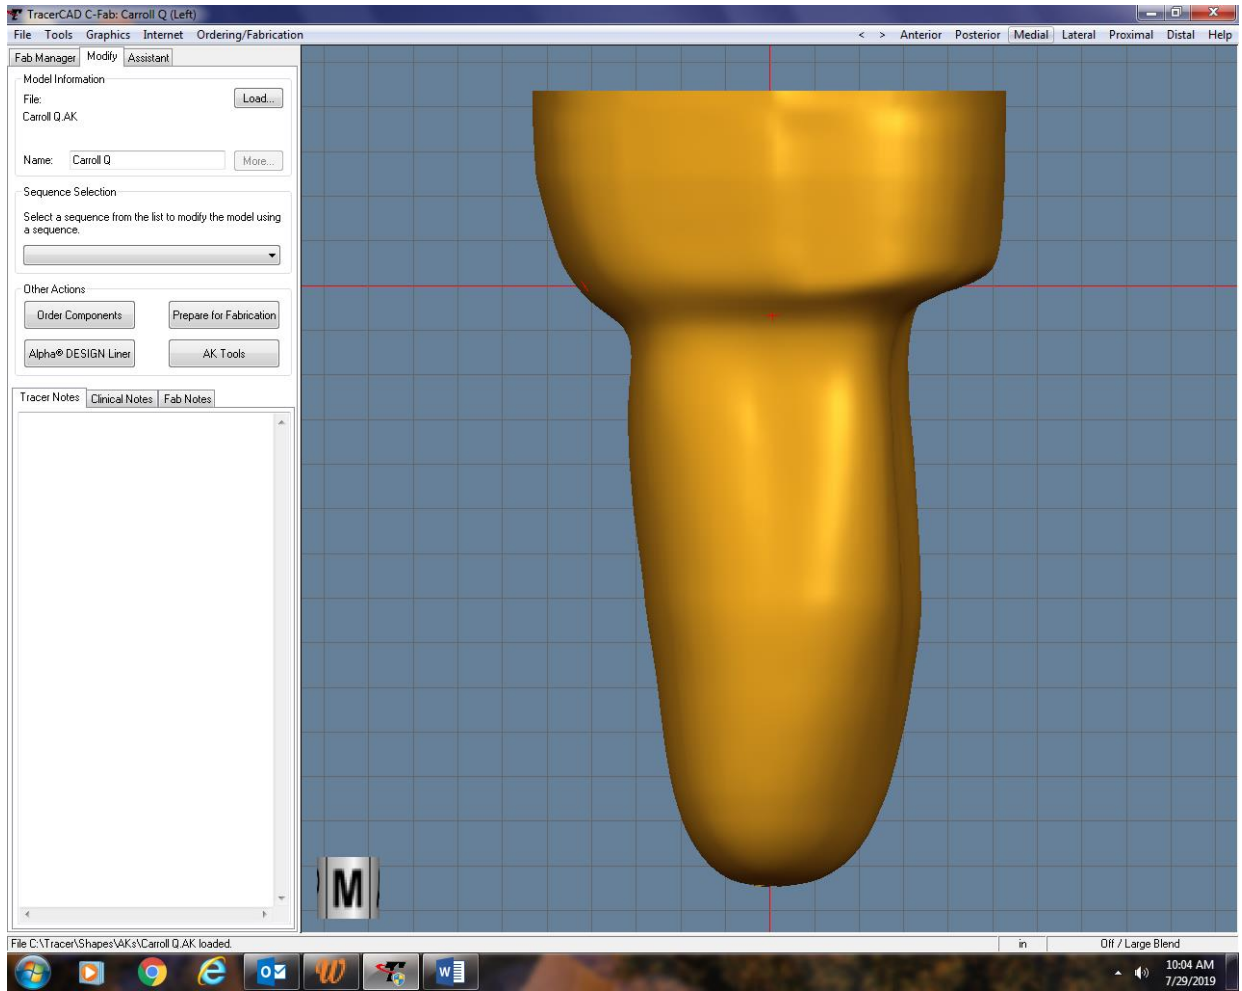 TracerCAD C-Fab: Carroll Q (Left)
File Tools Graphics Internet Ordering/Fabrication < > Anterior Posterior Medial Lateral Proximal Distal Help
Fab Manager Modify Assistant
Model Information
File: Load...
Carroll Q.AK
Name: Carroll Q More...
Sequence Selection
Select a sequence from the list to modify the model using
a sequence.
Other Actions
Order Components Prepare for Fabrication
Alpha® DESIGN Liner AK Tools
Tracer Notes Clinical Notes Fab Notes
M
File C:\Tracer\Shapes\AKs\Carroll Q.AK loaded. in Off / Large Blend
10:04 AM
7/29/2019